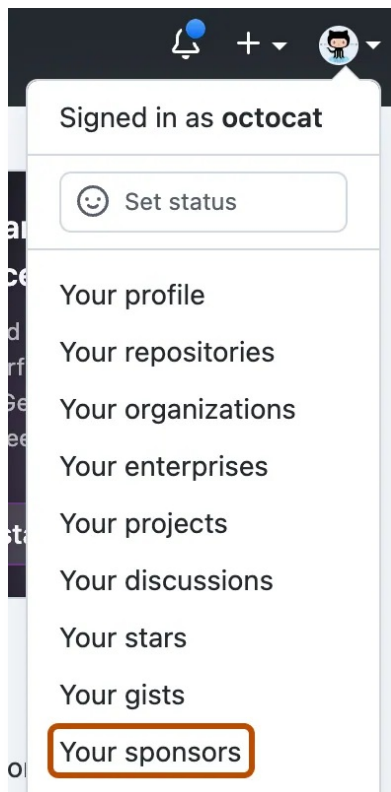 Signed in as octocat
Set status
Your profile
Your repositories
Your organizations
Your enterprises
Your projects
Your discussions
Your stars
Your gists
Your sponsors